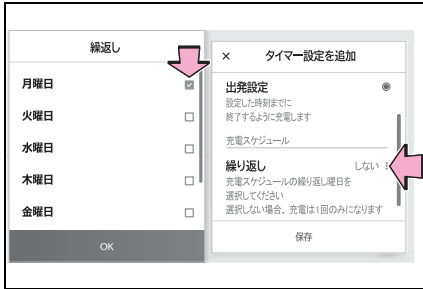 繰返し
月曜日
火曜日
水曜日
木曜日
金曜日
OK
× タイマー設定を追加
出発設定
設定した時刻までに
終了するように充電します
充電スケジュール
繰り返し しない
充電スケジュールの繰り返し曜日を
選択してください
選択しない場合、充電は1回のみになります
保存